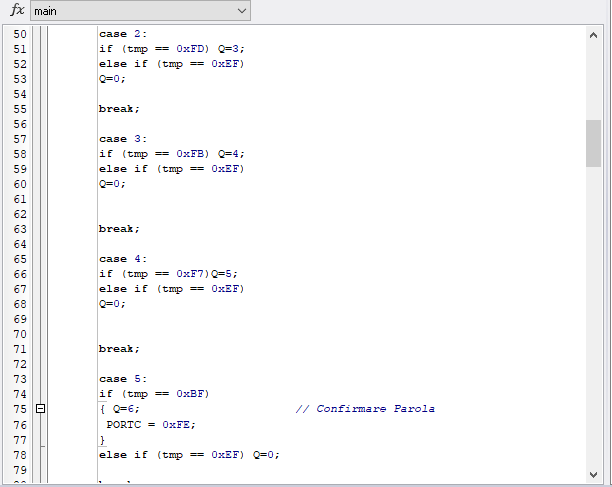 fx main
50 case 2:
51 if (tmp == 0xFD) Q=3;
52 else if (tmp == 0xEF)
53 Q=0;
54
55 break;
56
57 case 3:
58 if (tmp == 0xFB) Q=4;
59 else if (tmp == 0xEF)
60 Q=0;
61
62
63 break;
64
65 case 4:
66 if (tmp == 0xF7)Q=5;
67 else if (tmp == 0xEF)
68 Q=0;
69
70
71 break;
72
73 case 5:
74 if (tmp == 0xBF)
75 { Q=6; // Confirmare Parola
76 PORTC = 0xFE;
77 }
78 else if (tmp == 0xEF) Q=0;
79